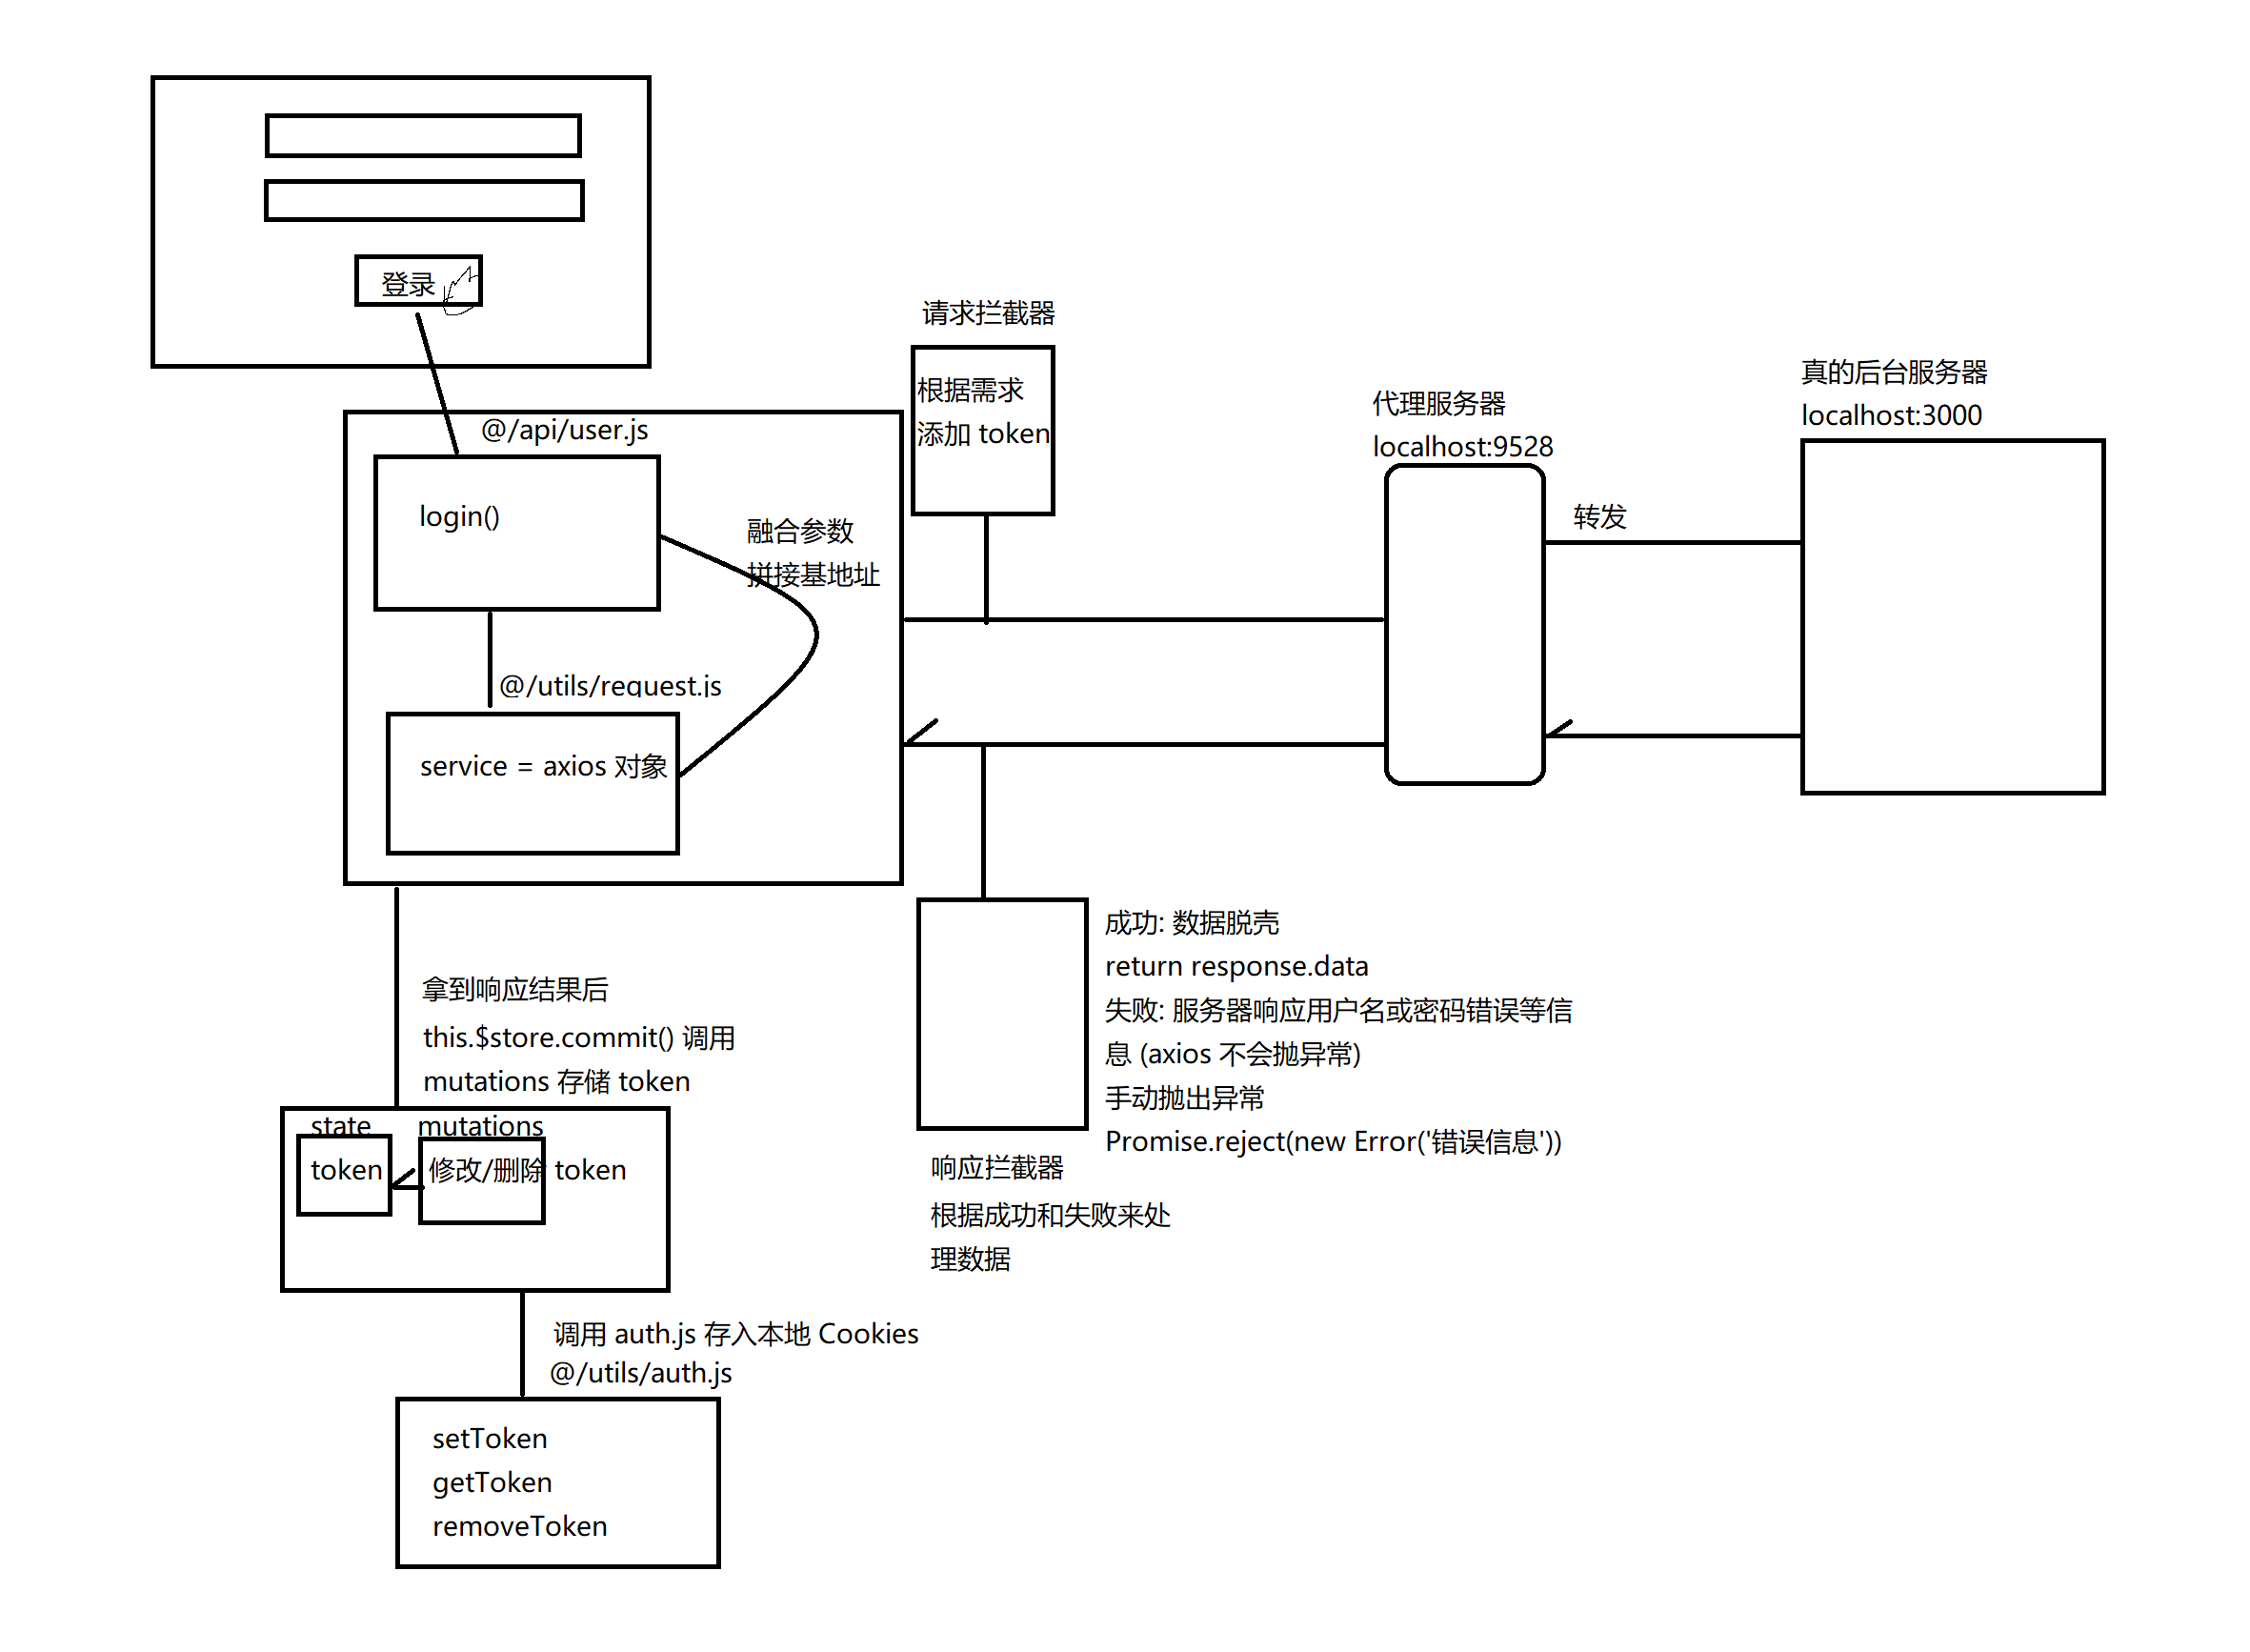 登录
@/api/user.js
login()
融合参数
拼接基地址
@/utils/request.js
service = axios 对象
请求拦截器
根据需求
添加 token
代理服务器
localhost:9528
转发
真的后台服务器
localhost:3000
成功: 数据脱壳
return response.data
失败: 服务器响应用户名或密码错误等信
息 (axios 不会抛异常)
手动抛出异常
Promise.reject(new Error('错误信息'))
响应拦截器
根据成功和失败来处
理数据
拿到响应结果后
this.$store.commit() 调用
mutations 存储 token
state
mutations
token
修改/删除 token
调用 auth.js 存入本地 Cookies
@/utils/auth.js
setToken
getToken
removeToken